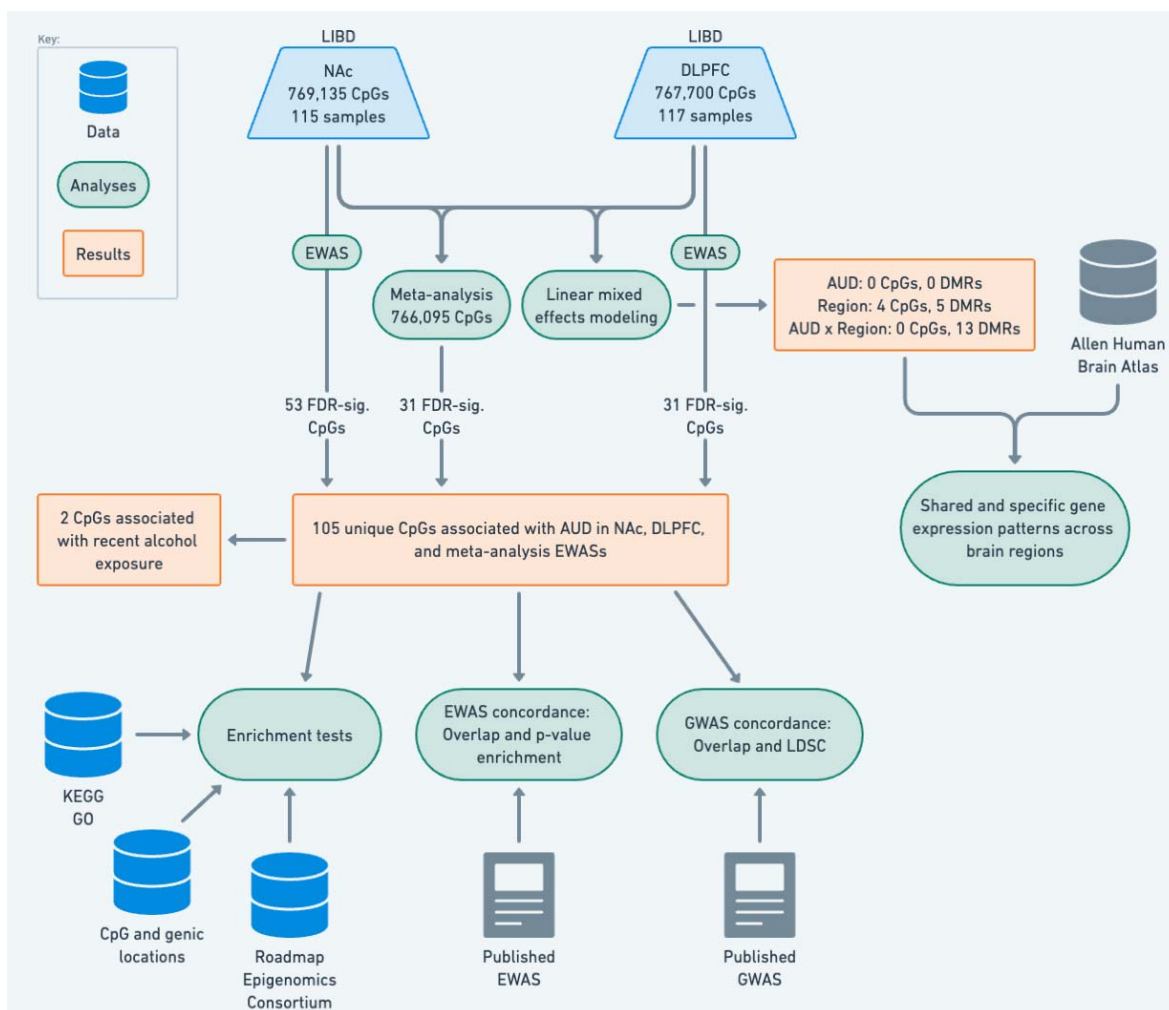 Key:
Data
Analyses
Results
LIBD
NAc
769,135 CpGs
115 samples
LIBD
DLPFC
767,700 CpGs
117 samples
EWAS
Meta-analysis
766,095 CpGs
Linear mixed
effects modeling
EWAS
AUD: 0 CpGs, 0 DMRs
Region: 4 CpGs, 5 DMRs
AUD x Region: 0 CpGs, 13 DMRs
Allen Human
Brain Atlas
53 FDR-sig.
CpGs
31 FDR-sig.
CpGs
31 FDR-sig.
CpGs
2 CpGs associated
with recent alcohol
exposure
105 unique CpGs associated with AUD in NAc, DLPFC,
and meta-analysis EWASs
Shared and specific gene
expression patterns across
brain regions
Enrichment tests
EWAS concordance:
Overlap and p-value
enrichment
GWAS concordance:
Overlap and LDSC
KEGG
GO
CpG and genic
locations
Roadmap
Epigenomics
Consortium
Published
EWAS
Published
GWAS